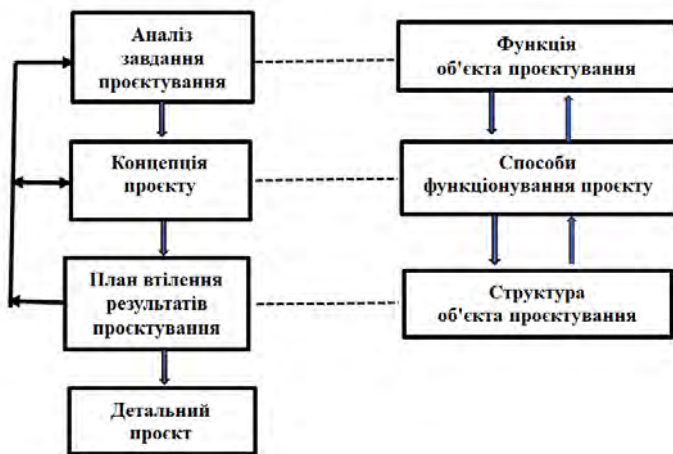 Аналіз
завдання
проєктування
Функція
об'єкта проєктування
Концепція
проєкту
Способи
функціонування проєкту
План втілення
результатів
проєктування
Структура
об'єкта проєктування
Детальний
проєкт